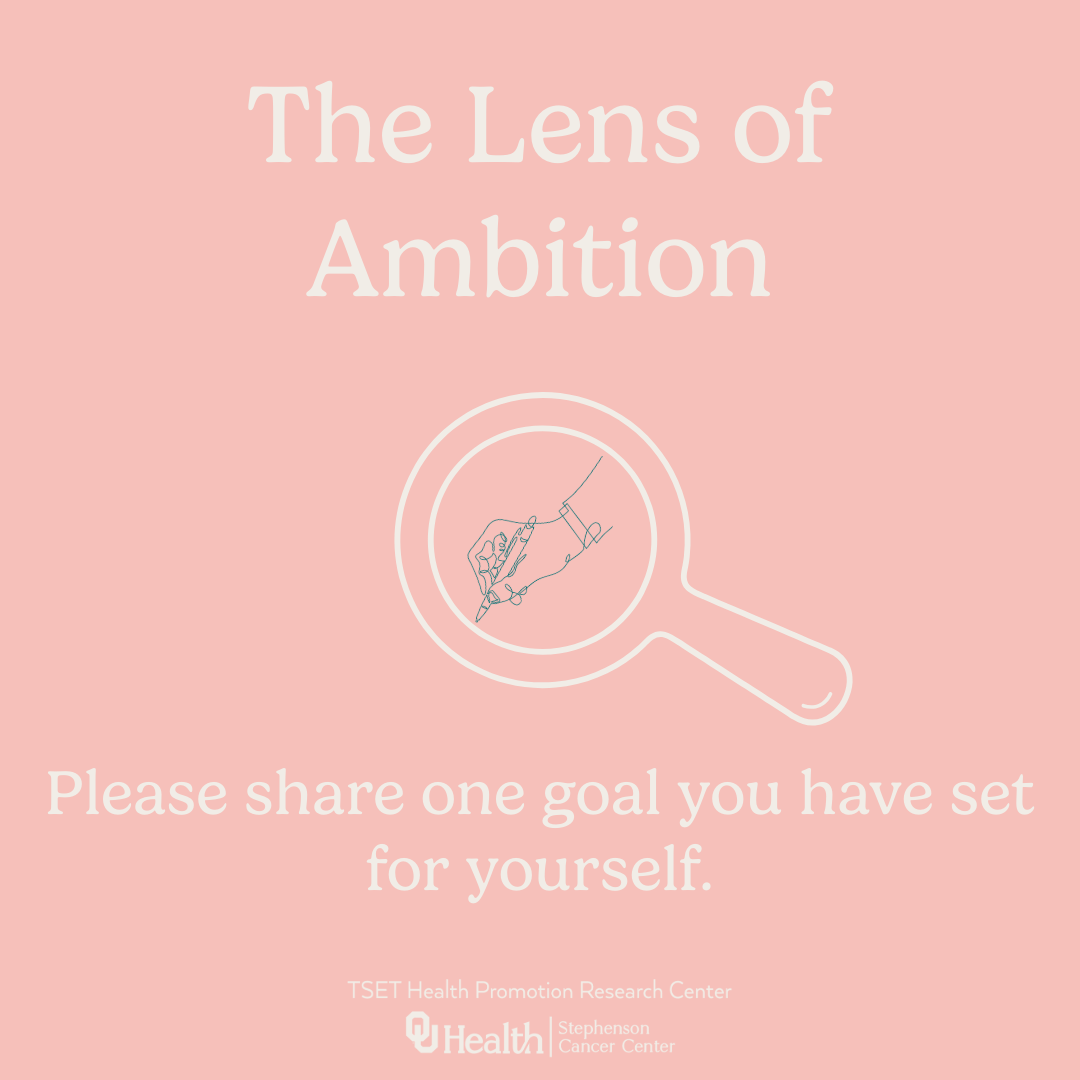 The Lens of
Ambition
Please share one goal you have set
for yourself.
TSET Health Promotion Research Center
OU Health Stephenson
Cancer Center